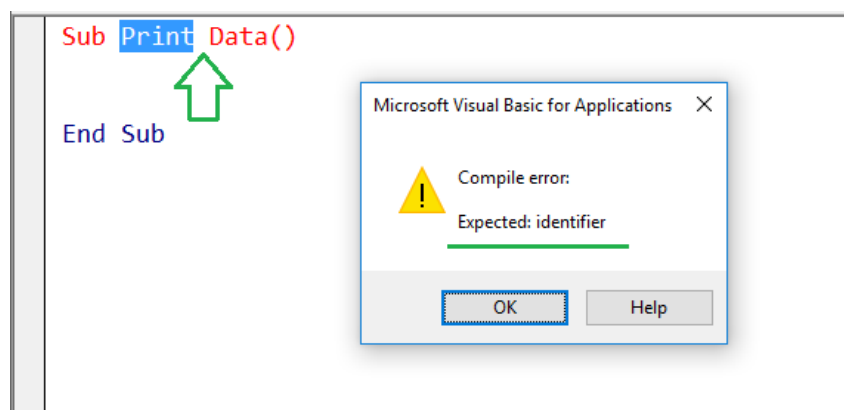 Sub Print Data()
End Sub
Microsoft Visual Basic for Applications
Compile error:
Expected: identifier
OK
Help